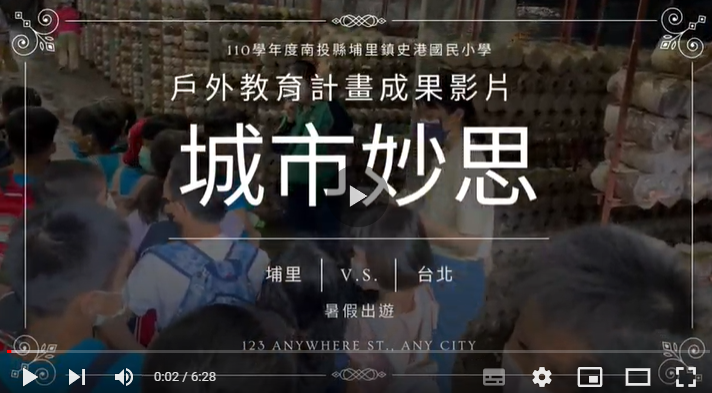 110學年度南投縣埔里鎮史港國民小學
戶外教育計畫成果影片
城市妙思
埔里 | V.S. | 台北
暑假出遊
123 ANYWHERE ST., ANY CITY
0:02 / 6:28